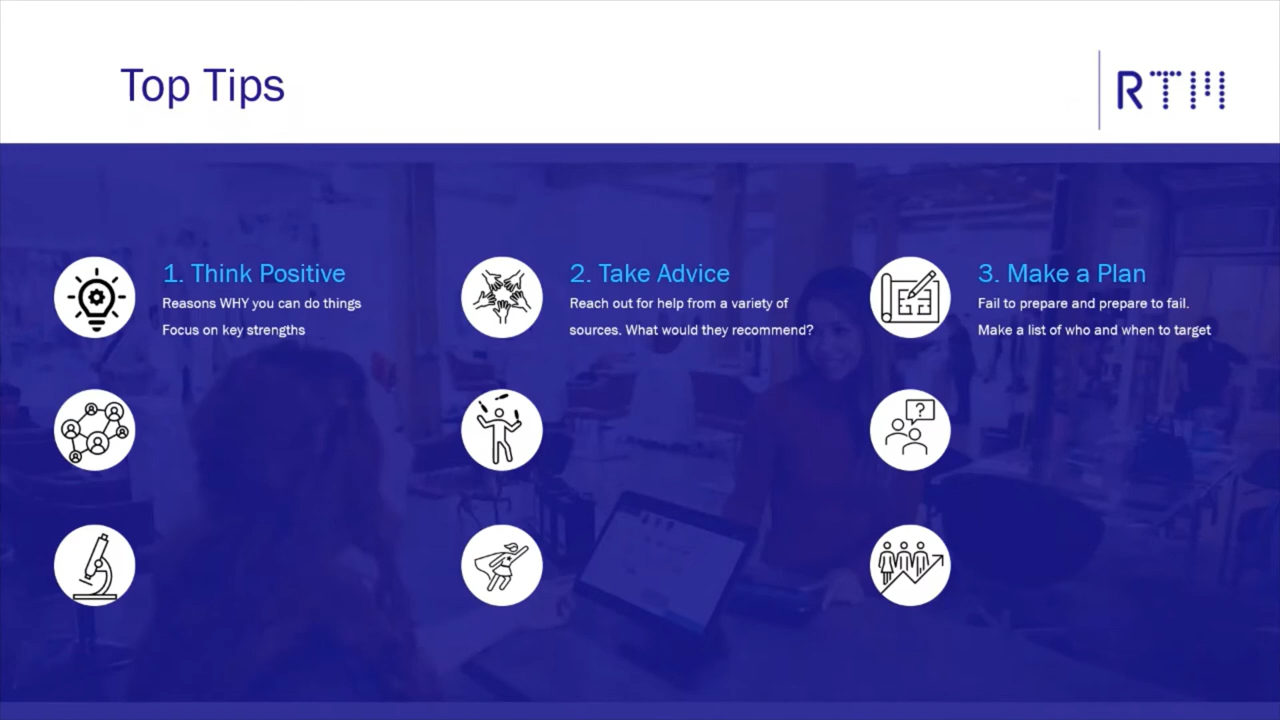 Top Tips
RTM
1. Think Positive
Reasons WHY you can do things
Focus on key strengths
2. Take Advice
Reach out for help from a variety of
sources. What would they recommend?
3. Make a Plan
Fail to prepare and prepare to fail.
Make a list of who and when to target
?